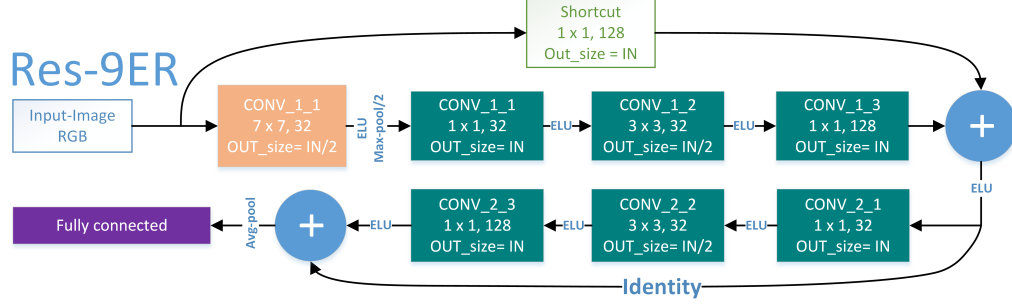 Shortcut
1 x 1, 128
Out_size = IN
Res-9ER
Input-Image
RGB
CONV_1_1
7 x 7, 32
OUT_size= IN/2
ELU
Max-pool/2
CONV_1_1
1 x 1, 32
OUT_size= IN
ELU
CONV_1_2
3 x 3, 32
OUT_size= IN/2
ELU
CONV_1_3
1 x 1, 128
OUT_size= IN
+
ELU
CONV_2_1
1 x 1, 32
OUT_size= IN
ELU
CONV_2_2
3 x 3, 32
OUT_size= IN/2
ELU
CONV_2_3
1 x 1, 128
OUT_size= IN
ELU
+
Avg-pool
Fully connected
Identity